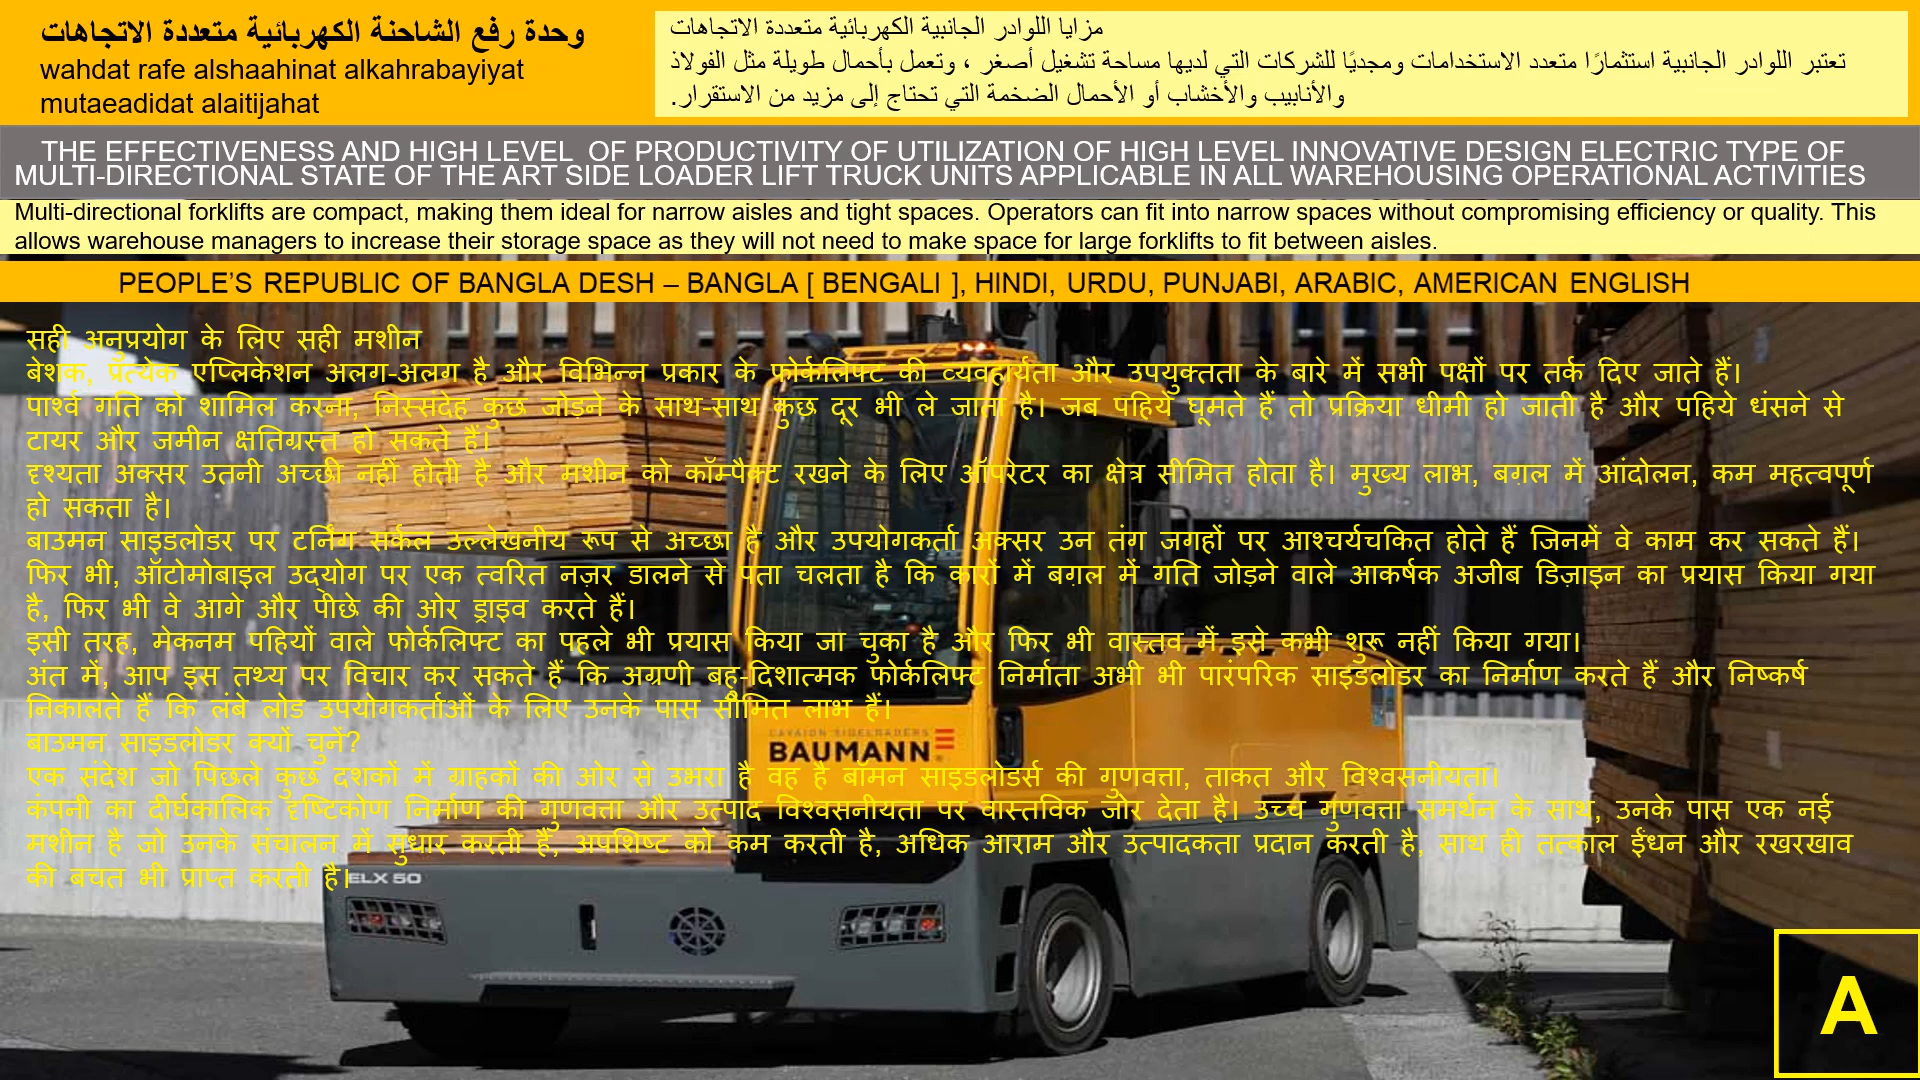 وحدة رفع الشاحنة الكهربائية متعددة الاتجاهات
wahdat rafe alshaahinat alkahrabayiyat
mutaeadidat alaitijahat
مزايا اللوادر الجانبية الكهربائية متعددة الاتجاهات
تعتبر اللوادر الجانبية استثمارًا متعدد الاستخدامات ومجديًا للشركات التي لديها مساحة تشغيل أصغر ، وتعمل بأحمال طويلة مثل الفولاذ
والأنابيب والأخشاب أو الأحمال الضخمة التي تحتاج إلى مزيد من الاستقرار.
THE EFFECTIVENESS AND HIGH LEVEL OF PRODUCTIVITY OF UTILIZATION OF HIGH LEVEL INNOVATIVE DESIGN ELECTRIC TYPE OF
MULTI-DIRECTIONAL STATE OF THE ART SIDE LOADER LIFT TRUCK UNITS APPLICABLE IN ALL WAREHOUSING OPERATIONAL ACTIVITIES
Multi-directional forklifts are compact, making them ideal for narrow aisles and tight spaces. Operators can fit into narrow spaces without compromising efficiency or quality. This
allows warehouse managers to increase their storage space as they will not need to make space for large forklifts to fit between aisles.
PEOPLE’S REPUBLIC OF BANGLA DESH – BANGLA [ BENGALI ], HINDI, URDU, PUNJABI, ARABIC, AMERICAN ENGLISH
सही अनुप्रयोग के लिए सही मशीन
बेशक, प्रत्येक एप्लिकेशन अलग-अलग है और विभिन्न प्रकार के फोर्कलिफ्ट की व्यवहार्यता और उपयुक्तता के बारे में सभी पक्षों पर तर्क दिए जाते हैं।
पार्श्व गति को शामिल करना, निस्संदेह कुछ जोड़ने के साथ-साथ कुछ दूर भी ले जाता है। जब पहिये घूमते हैं तो प्रक्रिया धीमी हो जाती है और पहिये धंसने से
टायर और जमीन क्षतिग्रस्त हो सकते हैं।
दृश्यता अक्सर उतनी अच्छी नहीं होती है और मशीन को कॉम्पैक्ट रखने के लिए ऑपरेटर का क्षेत्र सीमित होता है। मुख्य लाभ, बग़ल में आंदोलन, कम महत्वपूर्ण
हो सकता है।
बाउमन साइडलोडर पर टर्निंग सर्कल उल्लेखनीय रूप से अच्छा है और उपयोगकर्ता अक्सर उन तंग जगहों पर आश्चर्यचकित होते हैं जिनमें वे काम कर सकते हैं।
फिर भी, ऑटोमोबाइल उद्योग पर एक त्वरित नज़र डालने से पता चलता है कि कारों में बग़ल में गति जोड़ने वाले आकर्षक अजीब डिज़ाइन का प्रयास किया गया
है, फिर भी वे आगे और पीछे की ओर ड्राइव करते हैं।
इसी तरह, मेकनम पहियों वाले फोर्कलिफ्ट का पहले भी प्रयास किया जा चुका है और फिर भी वास्तव में इसे कभी शुरू नहीं किया गया।
अंत में, आप इस तथ्य पर विचार कर सकते हैं कि अग्रणी बहु-दिशात्मक फोर्कलिफ्ट निर्माता अभी भी पारंपरिक साइडलोडर का निर्माण करते हैं और निष्कर्ष
निकालते हैं कि लंबे लोड उपयोगकर्ताओं के लिए उनके पास सीमित लाभ हैं।
बाउमन साइडलोडर क्यों चुनें?
एक संदेश जो पिछले कुछ दशकों में ग्राहकों की ओर से उभरा है वह है बॉमन साइडलोडर्स की गुणवत्ता, ताकत और विश्वसनीयता।
कंपनी का दीर्घकालिक दृष्टिकोण निर्माण की गुणवत्ता और उत्पाद विश्वसनीयता पर वास्तविक जोर देता है। उच्च गुणवत्ता समर्थन के साथ, उनके पास एक नई
मशीन है जो उनके संचालन में सुधार करती है, अपशिष्ट को कम करती है, अधिक आराम और उत्पादकता प्रदान करती है, साथ ही तत्काल ईंधन और रखरखाव
की बचत भी प्राप्त करती है।
CAVAION SIDELOADERS
BAUMANN
ELX 50
A